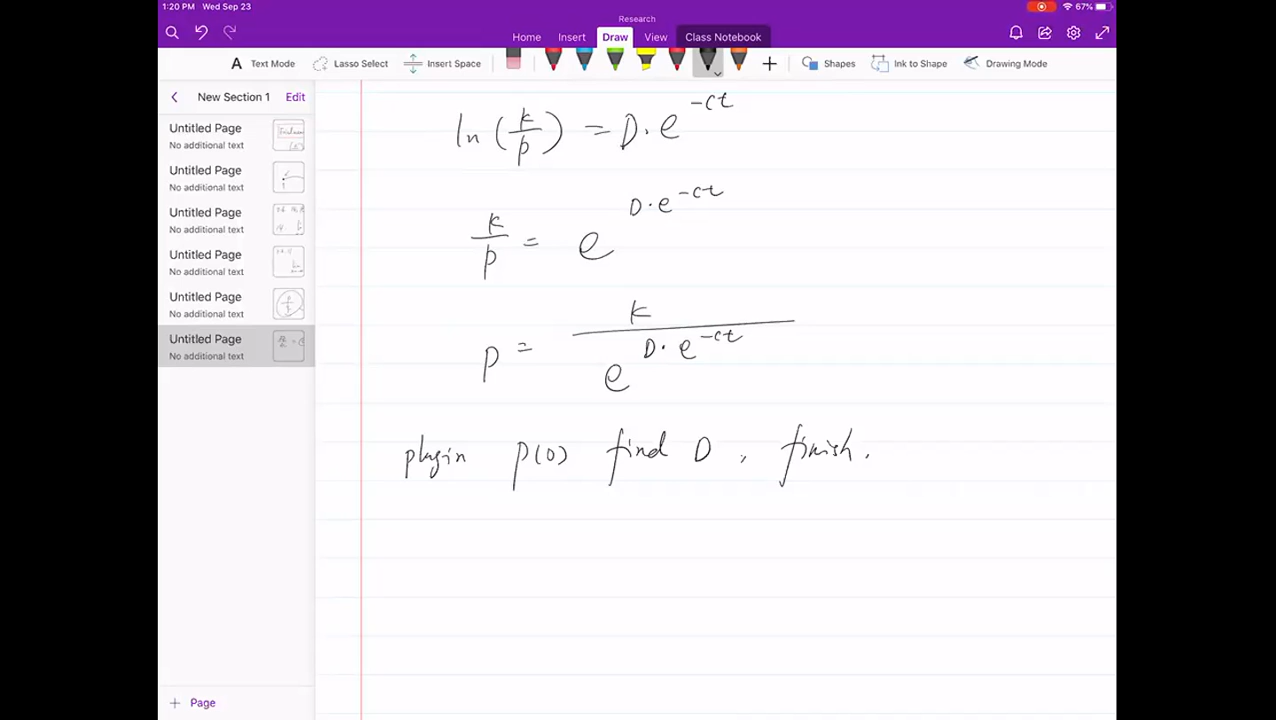 1:20 PM Wed Sep 23
67%
Research
Home Insert Draw View Class Notebook
Text Mode Lasso Select Insert Space Shapes Ink to Shape Drawing Mode
New Section 1 Edit
Untitled Page
No additional text
Untitled Page
No additional text
Untitled Page
No additional text
Untitled Page
No additional text
Untitled Page
No additional text
Untitled Page
No additional text
Page
ln (k/p) = D · e^{-ct}
k/p = e^{D · e^{-ct}}
p = k / e^{D · e^{-ct}}
plugin p(0) find D , finish .